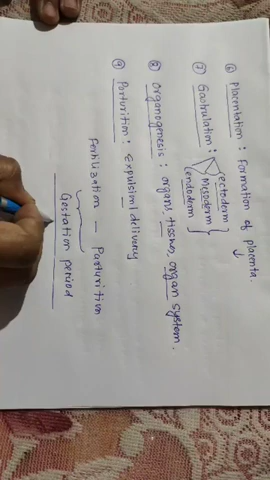 ⑥ Placentation : Formation of placenta.
⑦ Gastrulation : ectoderm
Mesoderm
endoderm
⑧ Organogenesis : organs, tissues, organ system.
⑨ Parturition : Expulsion/delivery
Fertilization — Parturition
Gestation period